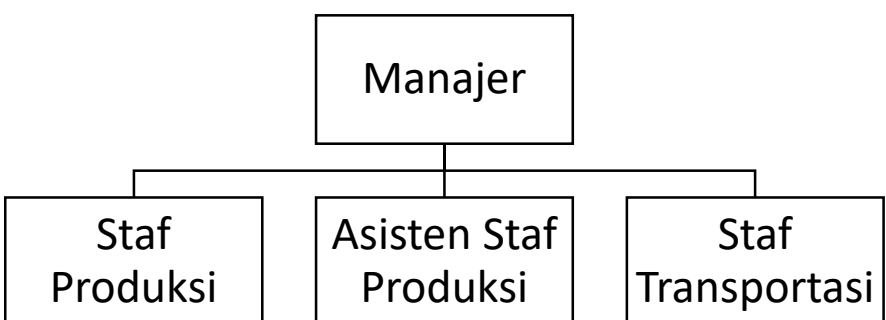 Manajer
Staf
Produksi
Asisten Staf
Produksi
Staf
Transportasi